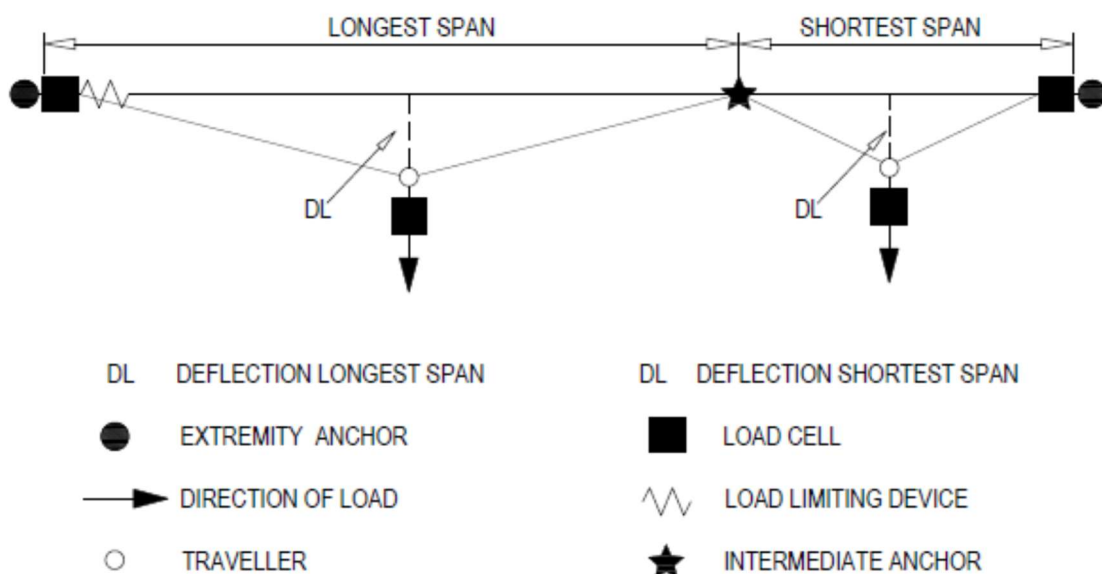 LONGEST SPAN
SHORTEST SPAN
DL
DL
DL DEFLECTION LONGEST SPAN
DL DEFLECTION SHORTEST SPAN
EXTREMITY ANCHOR
LOAD CELL
DIRECTION OF LOAD
LOAD LIMITING DEVICE
TRAVELLER
INTERMEDIATE ANCHOR